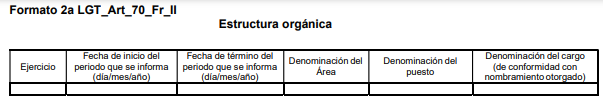 Formato 2a LGT_Art_70_Fr_II
Estructura orgánica
Ejercicio
Fecha de inicio del
periodo que se informa
(día/mes/año)
Fecha de término del
periodo que se informa
(día/mes/año)
Denominación del
Área
Denominación del
puesto
Denominación del cargo
(de conformidad con
nombramiento otorgado)